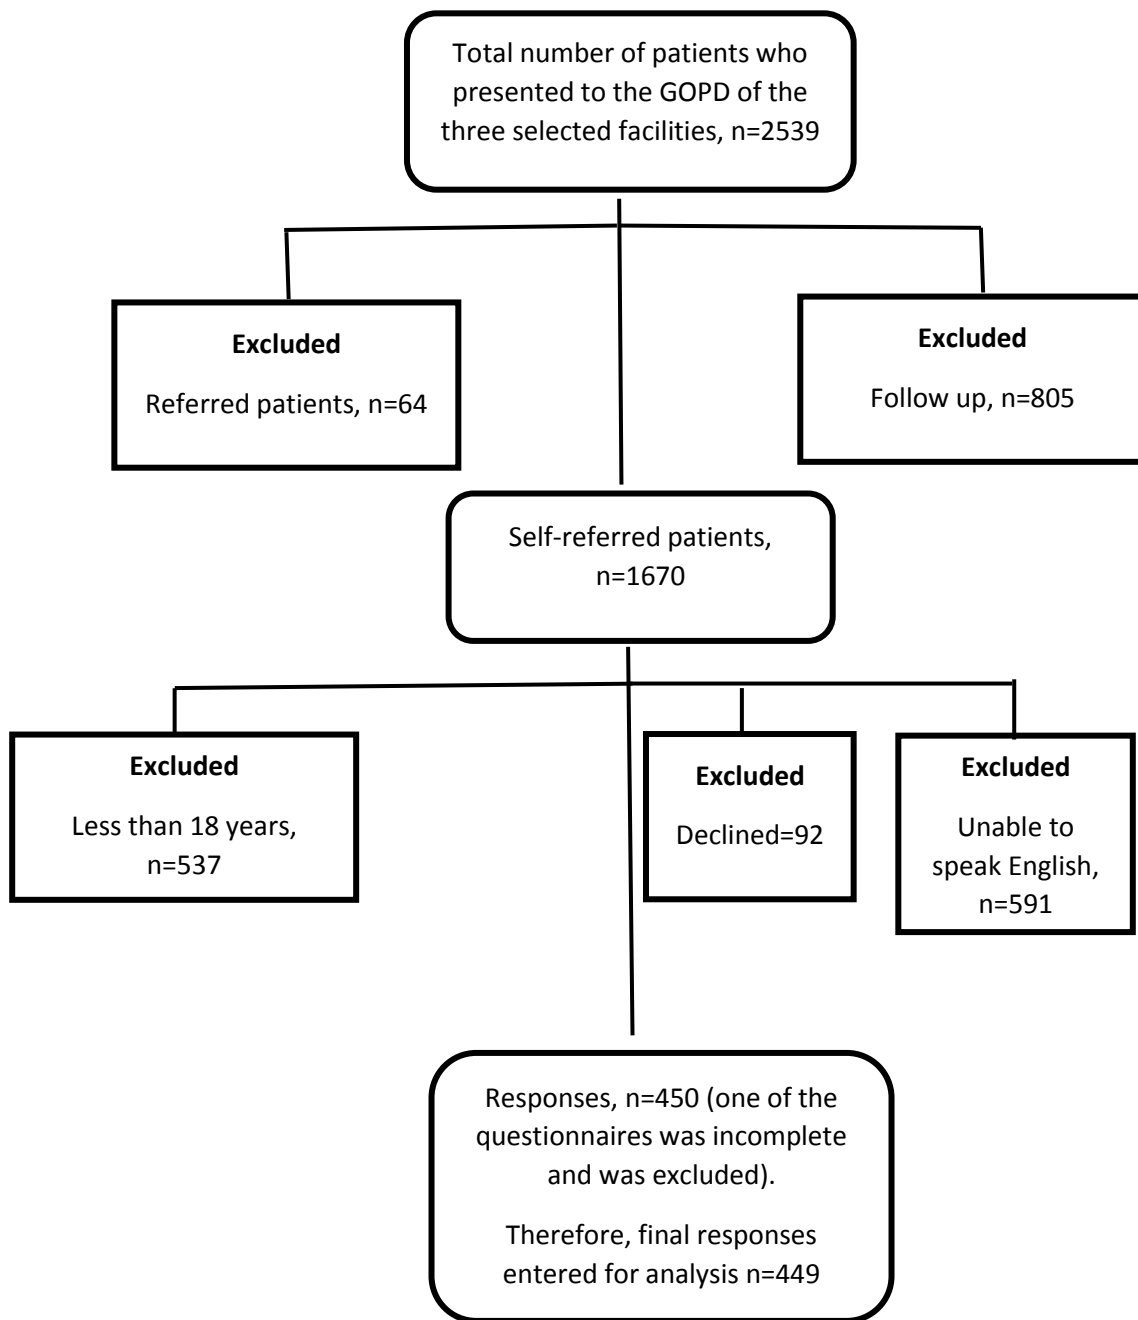 Total number of patients who
presented to the GOPD of the
three selected facilities, n=2539
Excluded
Referred patients, n=64
Excluded
Follow up, n=805
Self-referred patients,
n=1670
Excluded
Less than 18 years,
n=537
Excluded
Declined=92
Excluded
Unable to
speak English,
n=591
Responses, n=450 (one of the
questionnaires was incomplete
and was excluded).
Therefore, final responses
entered for analysis n=449